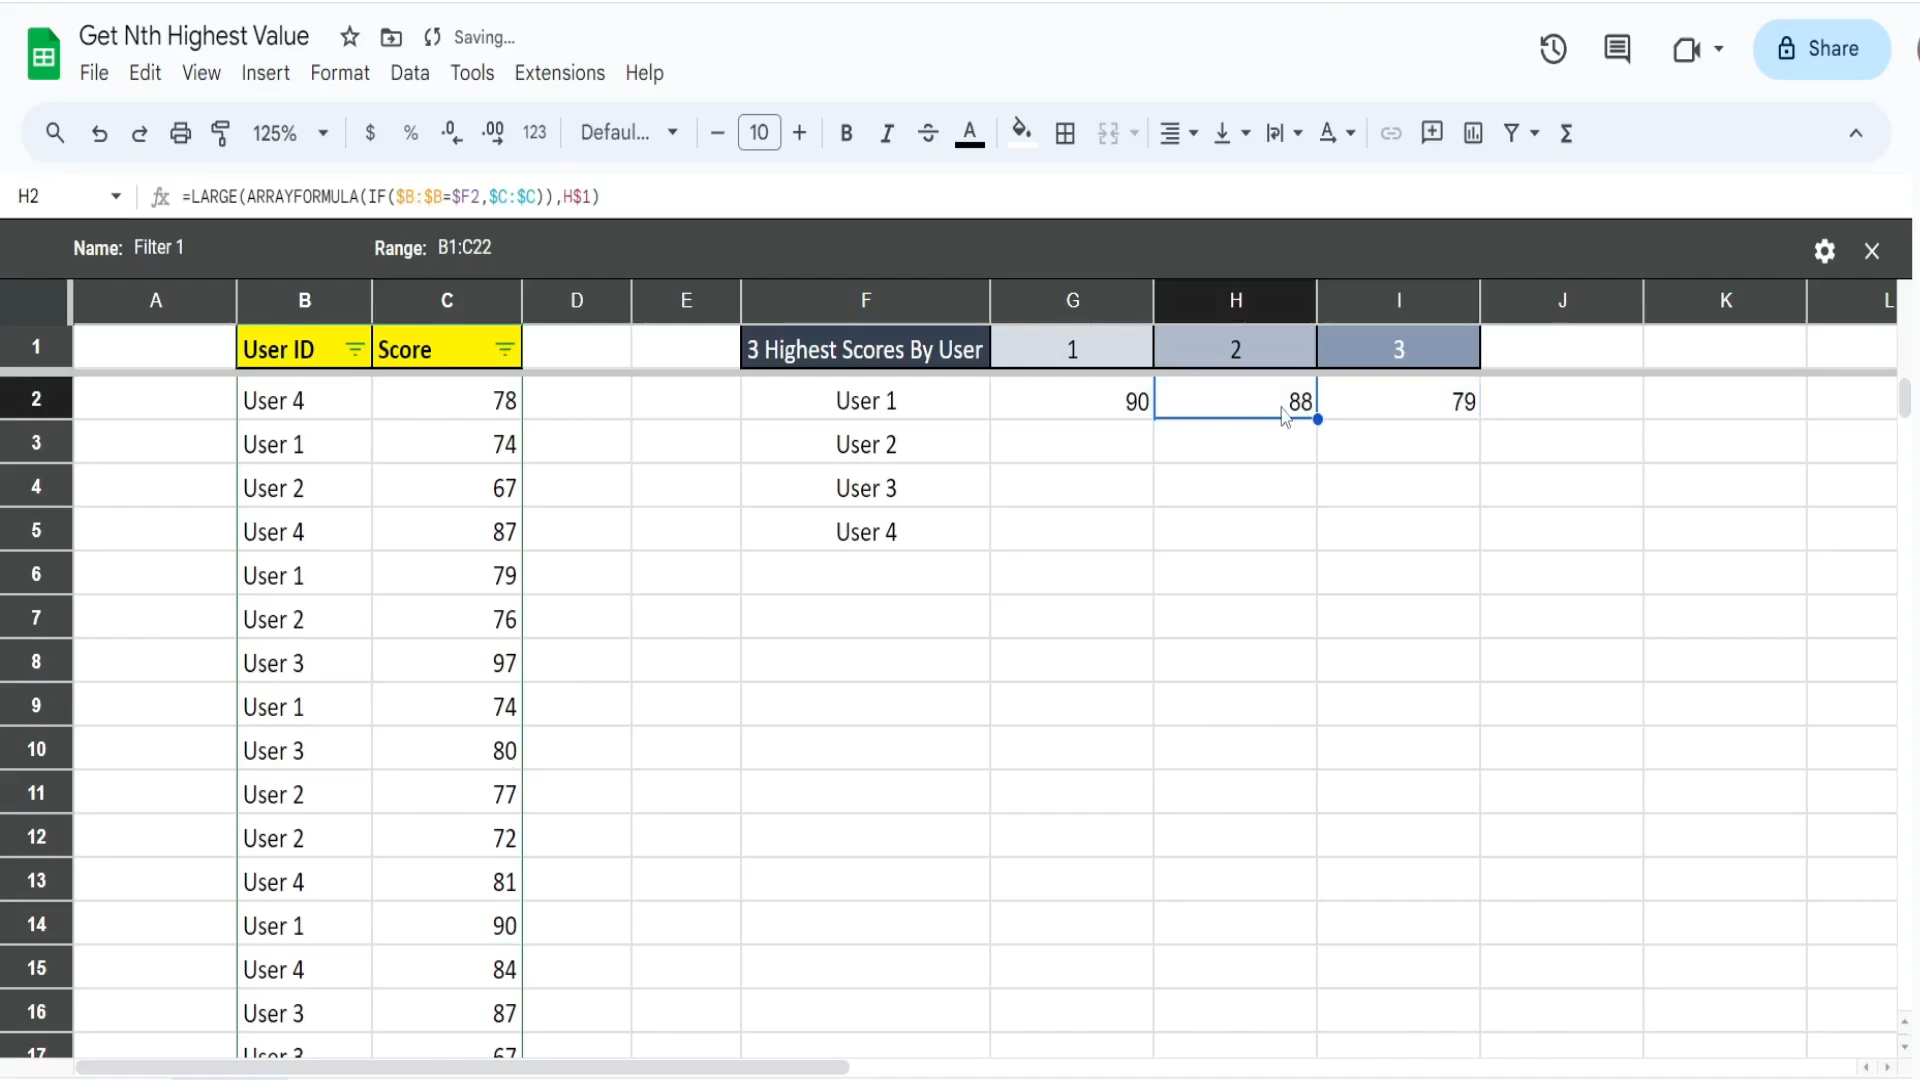 Get Nth Highest Value Saving...
File Edit View Insert Format Data Tools Extensions Help
Share
125% $ % .0 .00 123 Defaul... 10 B I A
H2 fx =LARGE(ARRAYFORMULA(IF($B:$B=$F2,$C:$C)),H$1)
Name: Filter 1 Range: B1:C22
A B C D E F G H I J K L
1 User ID Score 3 Highest Scores By User 1 2 3
2 User 4 78 User 1 90 88 79
3 User 1 74 User 2
4 User 2 67 User 3
5 User 4 87 User 4
6 User 1 79
7 User 2 76
8 User 3 97
9 User 1 74
10 User 3 80
11 User 2 77
12 User 2 72
13 User 4 81
14 User 1 90
15 User 4 84
16 User 3 87
17 User 3 67